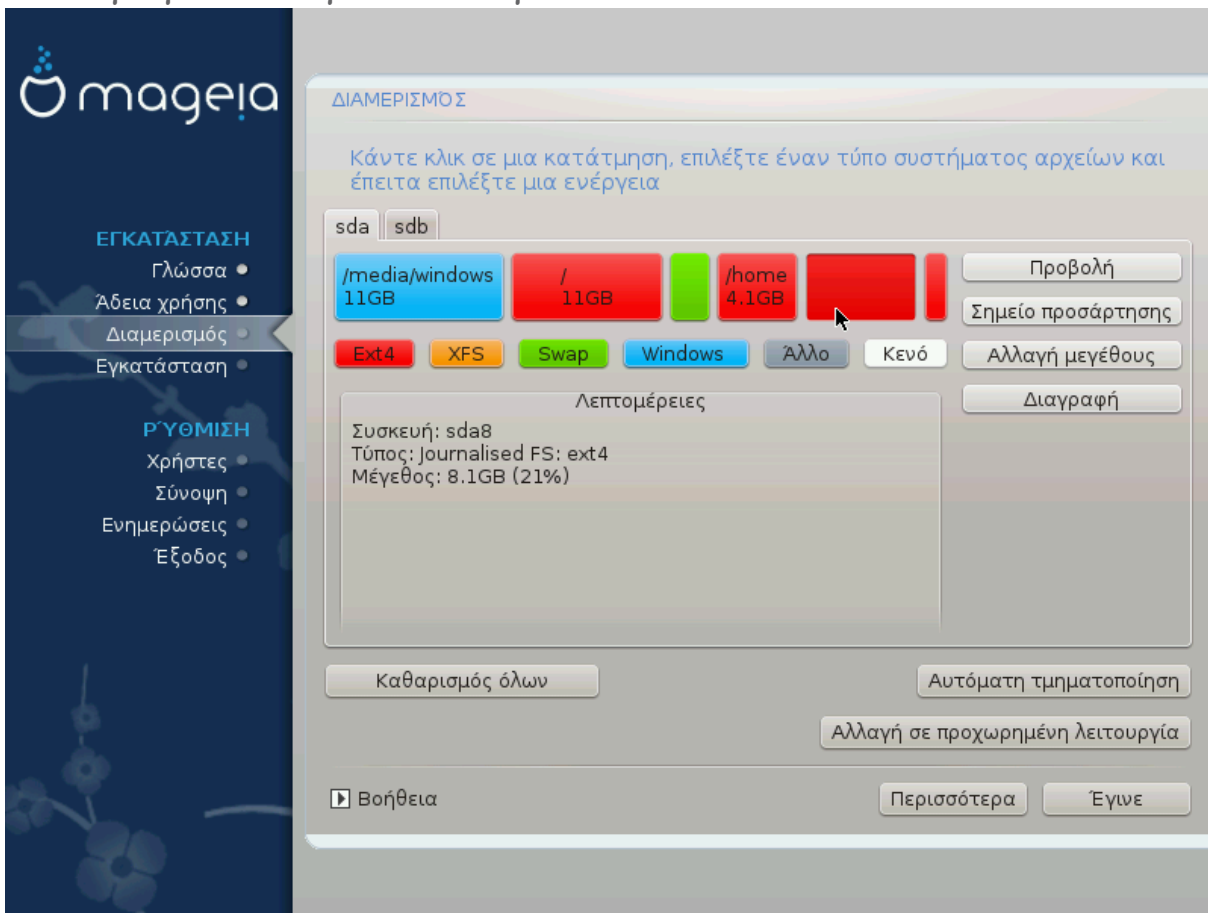 mageia
ΕΓΚΑΤΆΣΤΑΣΗ
Γλώσσα
Άδεια χρήσης
Διαμερισμός
Εγκατάσταση
ΡΎΘΜΙΣΗ
Χρήστες
Σύνοψη
Ενημερώσεις
Έξοδος
ΔΙΑΜΕΡΙΣΜΌΣ
Κάντε κλικ σε μια κατάτμηση, επιλέξτε έναν τύπο συστήματος αρχείων και
έπειτα επιλέξτε μια ενέργεια
sda sdb
/media/windows
11GB
/
11GB
/home
4.1GB
Ext4 XFS Swap Windows Άλλο Κενό
Προβολή
Σημείο προσάρτησης
Αλλαγή μεγέθους
Διαγραφή
Λεπτομέρειες
Συσκευή: sda8
Τύπος: Journalised FS: ext4
Μέγεθος: 8.1GB (21%)
Καθαρισμός όλων
Αυτόματη τμηματοποίηση
Αλλαγή σε προχωρημένη λειτουργία
Βοήθεια
Περισσότερα
Έγινε